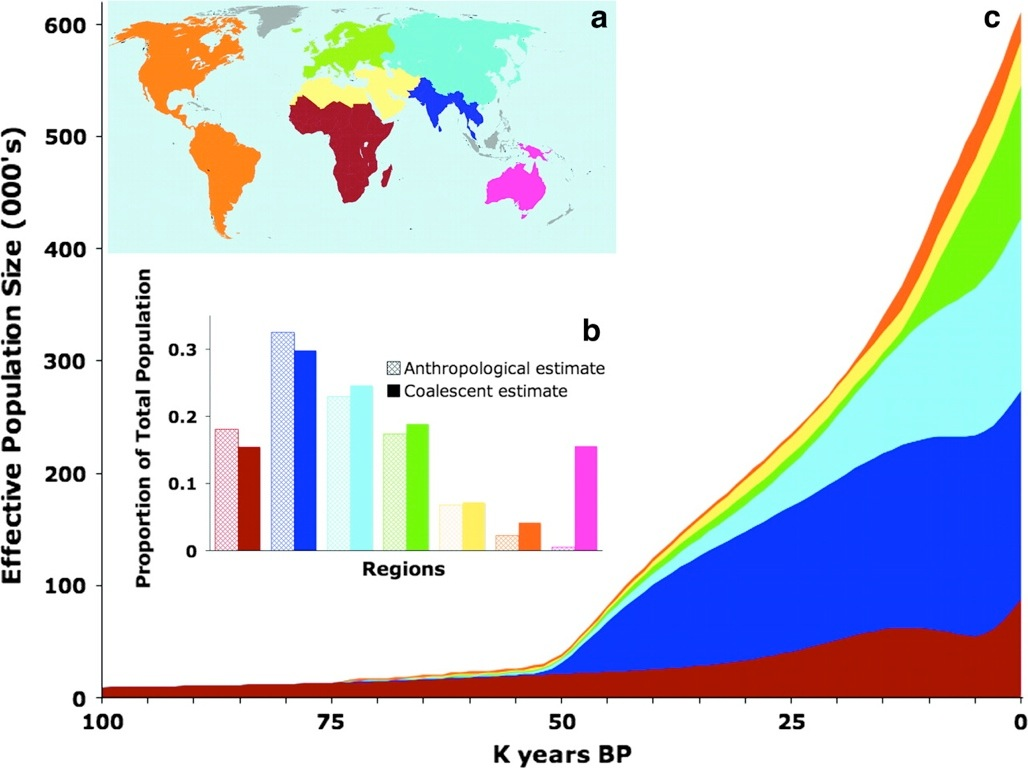 a
c
Effective Population Size (000's)
600
500
400
300
200
100
0
b
Proportion of Total Population
0.3
0.2
0.1
0
Anthropological estimate
Coalescent estimate
Regions
100
75
50
25
0
K years BP